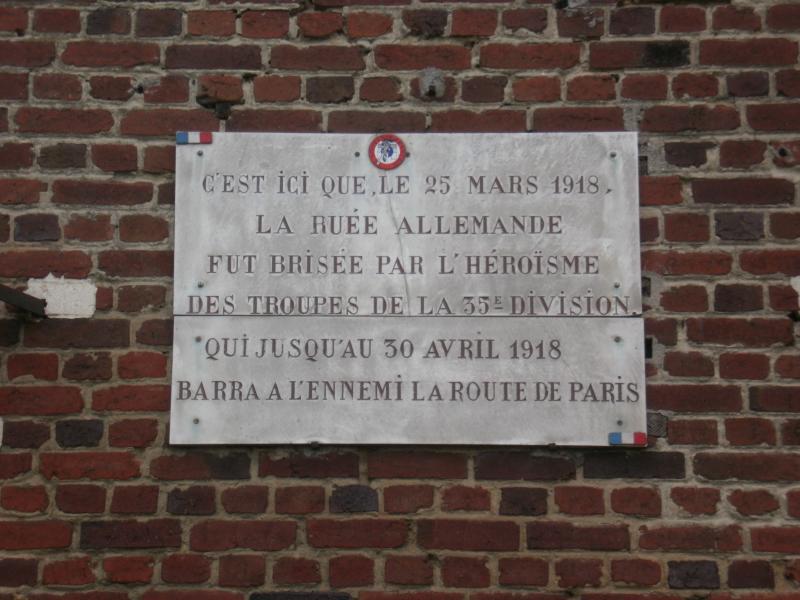 C'EST ICI QUE, LE 25 MARS 1918,
LA RUÉE ALLEMANDE
FUT BRISÉE PAR L'HÉROÏSME
DES TROUPES DE LA 35E DIVISION.
QUI JUSQU'AU 30 AVRIL 1918
BARRA A L'ENNEMI LA ROUTE DE PARIS